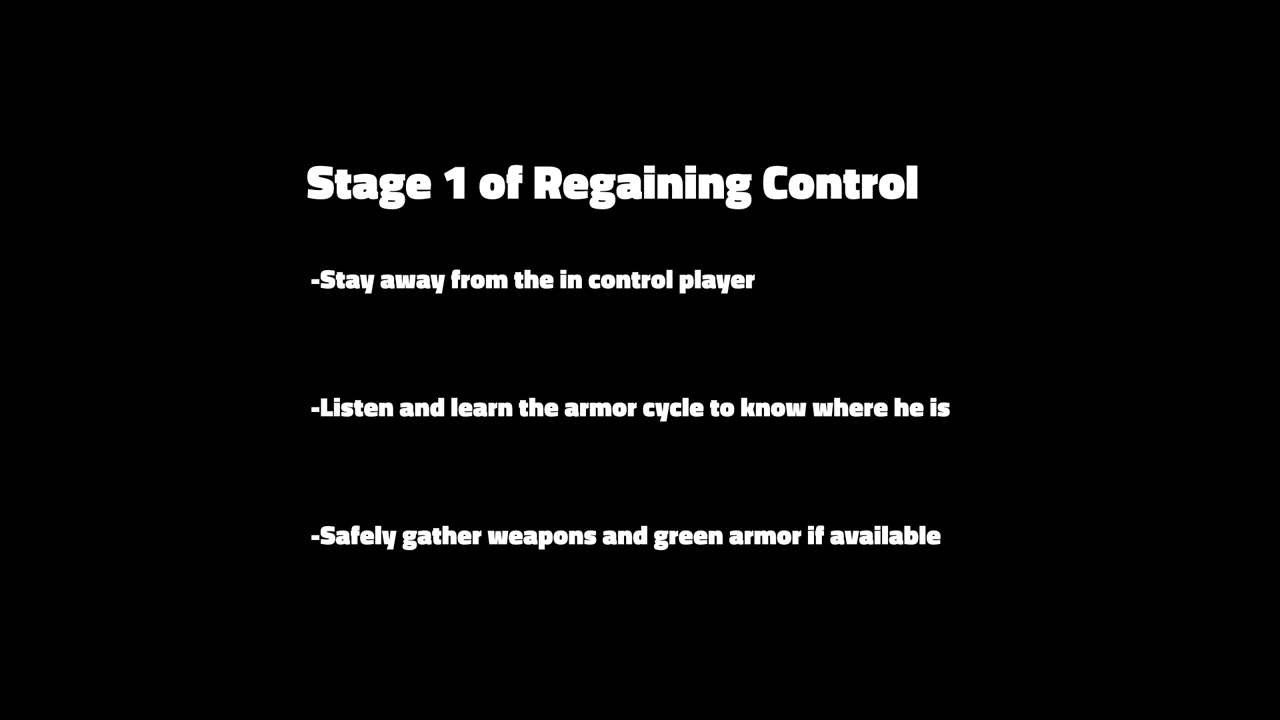 Stage 1 of Regaining Control
-Stay away from the in control player
-Listen and learn the armor cycle to know where he is
-Safely gather weapons and green armor if available